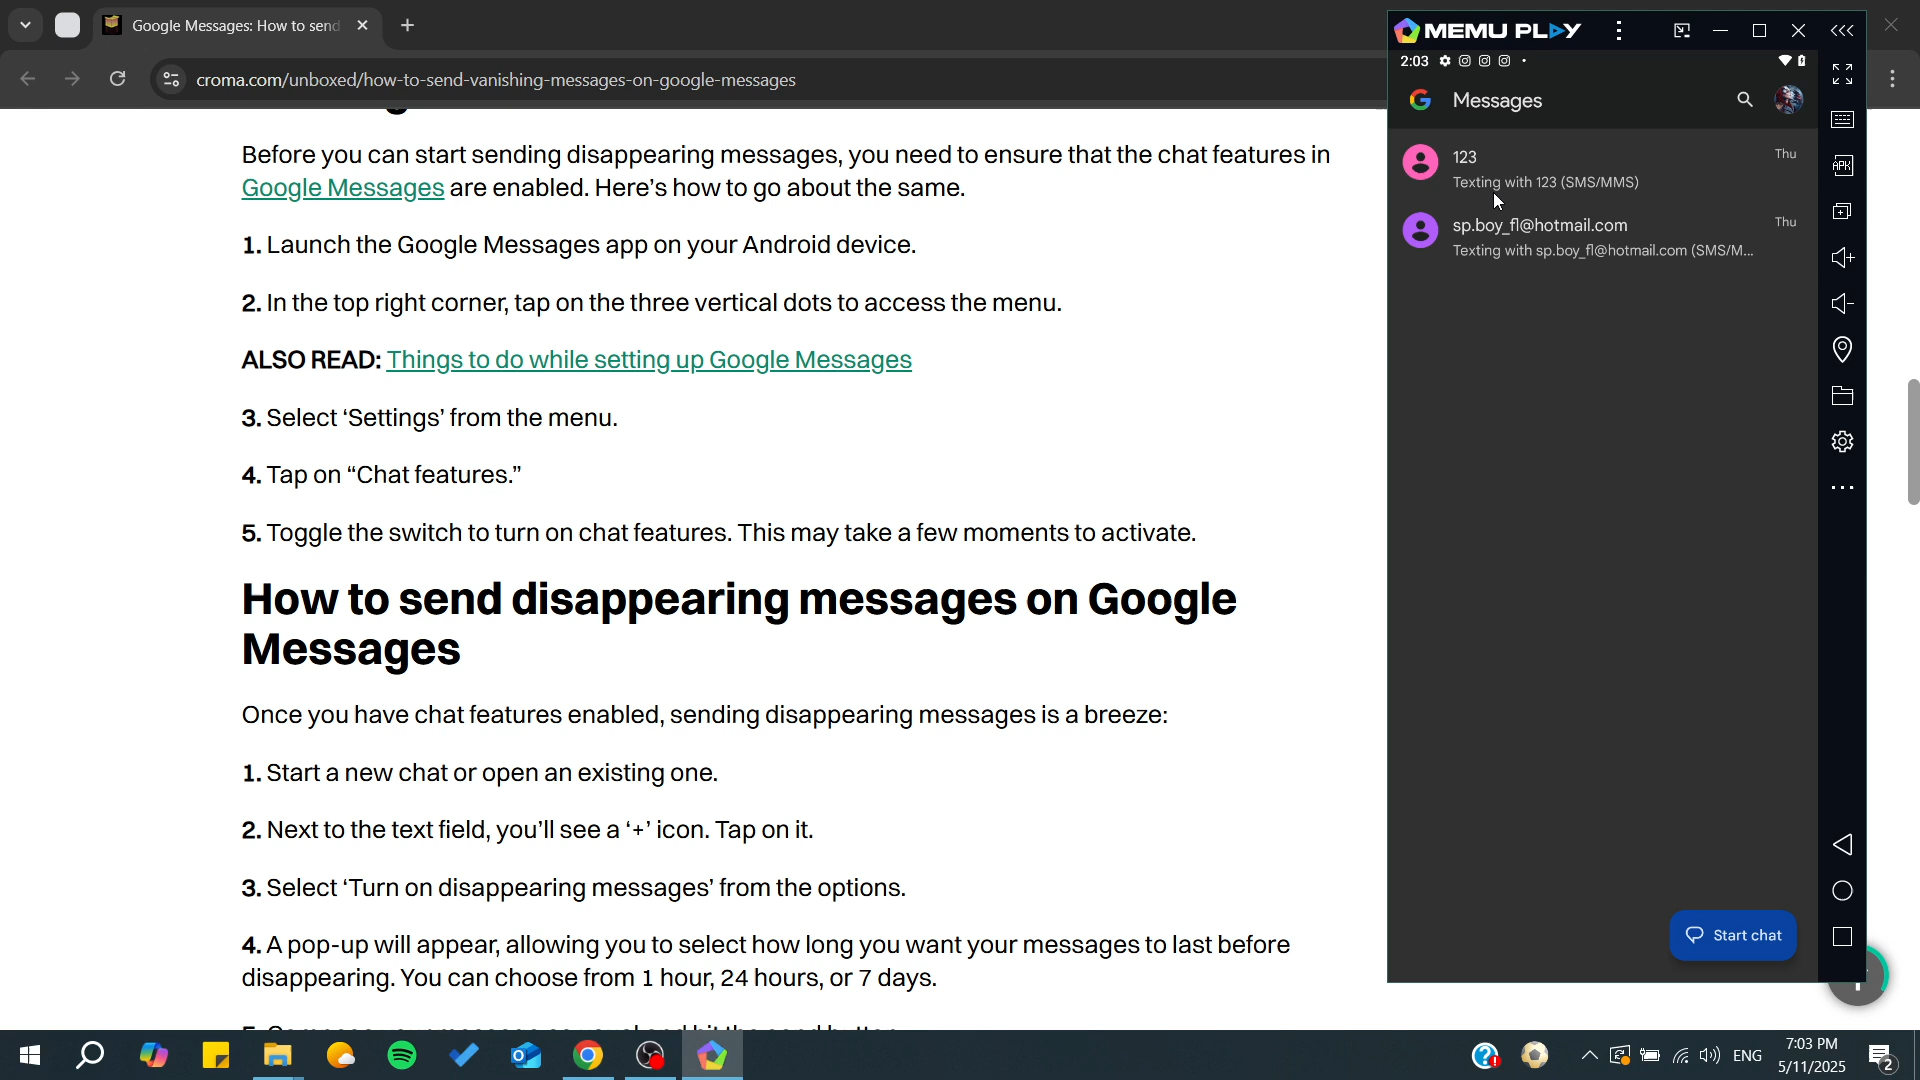 Google Messages: How to send
croma.com/unboxed/how-to-send-vanishing-messages-on-google-messages
Before you can start sending disappearing messages, you need to ensure that the chat features in
Google Messages are enabled. Here’s how to go about the same.
1. Launch the Google Messages app on your Android device.
2. In the top right corner, tap on the three vertical dots to access the menu.
ALSO READ: Things to do while setting up Google Messages
3. Select ‘Settings’ from the menu.
4. Tap on “Chat features.”
5. Toggle the switch to turn on chat features. This may take a few moments to activate.
How to send disappearing messages on Google
Messages
Once you have chat features enabled, sending disappearing messages is a breeze:
1. Start a new chat or open an existing one.
2. Next to the text field, you’ll see a ‘+’ icon. Tap on it.
3. Select ‘Turn on disappearing messages’ from the options.
4. A pop-up will appear, allowing you to select how long you want your messages to last before
disappearing. You can choose from 1 hour, 24 hours, or 7 days.
MEMU PLAY
2:03
Messages
123
Thu
Texting with 123 (SMS/MMS)
sp.boy_fl@hotmail.com
Thu
Texting with sp.boy_fl@hotmail.com (SMS/M...
Start chat
APK
ENG
7:03 PM
5/11/2025
2